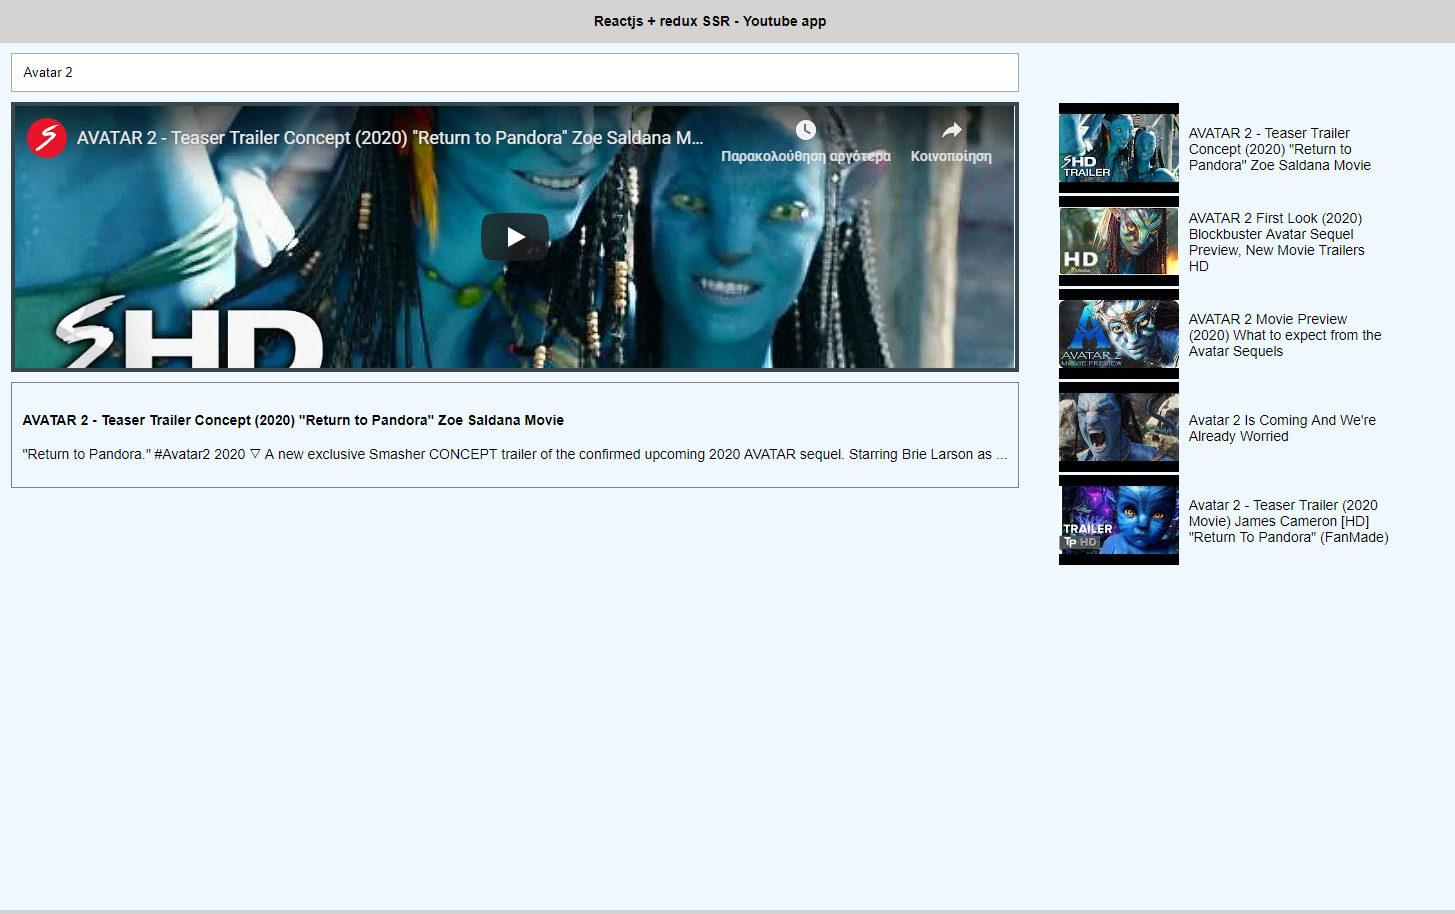 Reactjs + redux SSR - Youtube app
Avatar 2
AVATAR 2 - Teaser Trailer Concept (2020) "Return to Pandora" Zoe Saldana M...
Παρακολούθηση αργότερα
Κοινοποίηση
SHD
AVATAR 2 - Teaser Trailer Concept (2020) "Return to Pandora" Zoe Saldana Movie
"Return to Pandora." #Avatar2 2020 ▽ A new exclusive Smasher CONCEPT trailer of the confirmed upcoming 2020 AVATAR sequel. Starring Brie Larson as ...
SHD
TRAILER
AVATAR 2 - Teaser Trailer
Concept (2020) "Return to
Pandora" Zoe Saldana Movie
HD
Media
AVATAR 2 First Look (2020)
Blockbuster Avatar Sequel
Preview, New Movie Trailers
HD
AVATAR 2
MOVIE PREVIEW
AVATAR 2 Movie Preview
(2020) What to expect from the
Avatar Sequels
Avatar 2 Is Coming And We're
Already Worried
TRAILER
Tp HD
Avatar 2 - Teaser Trailer (2020
Movie) James Cameron [HD]
"Return To Pandora" (FanMade)